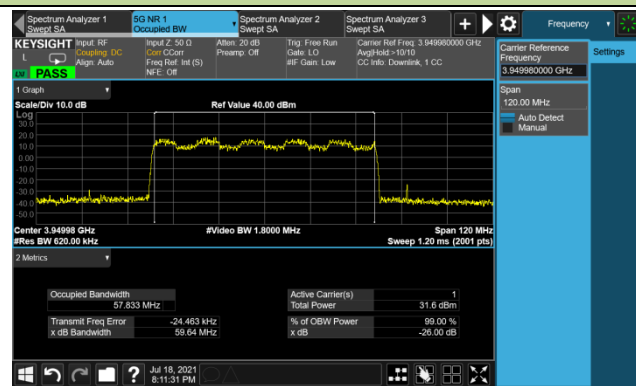 Spectrum Analyzer 1
Swept SA
5G NR 1
Occupied BW
Spectrum Analyzer 2
Swept SA
Spectrum Analyzer 3
Swept SA
Frequency
KEYSIGHT
L
LV
PASS
Input: RF
Coupling: DC
Align: Auto
Input Z: 50 Ω
Corr CCorr
Freq Ref: Int (S)
NFE: Off
Atten: 20 dB
Preamp: Off
Trig: Free Run
Gate: LO
#IF Gain: Low
Carrier Ref Freq: 3.949980000 GHz
Avg|Hold:>10/10
CC Info: Downlink, 1 CC
Carrier Reference
Frequency
3.949980000 GHz
Settings
Span
120.00 MHz
Auto Detect
Manual
1 Graph
Scale/Div 10.0 dB
Ref Value 40.00 dBm
Log
30.0
20.0
10.0
0.00
-10.0
-20.0
-30.0
-40.0
-50.0
Center 3.94998 GHz
#Video BW 1.8000 MHz
Span 120 MHz
#Res BW 620.00 kHz
Sweep 1.20 ms (2001 pts)
2 Metrics
Occupied Bandwidth
57.833 MHz
Active Carrier(s)
1
Total Power
31.6 dBm
Transmit Freq Error
-24.463 kHz
% of OBW Power
99.00 %
x dB Bandwidth
59.64 MHz
x dB
-26.00 dB
?
Jul 18, 2021
8:11:31 PM